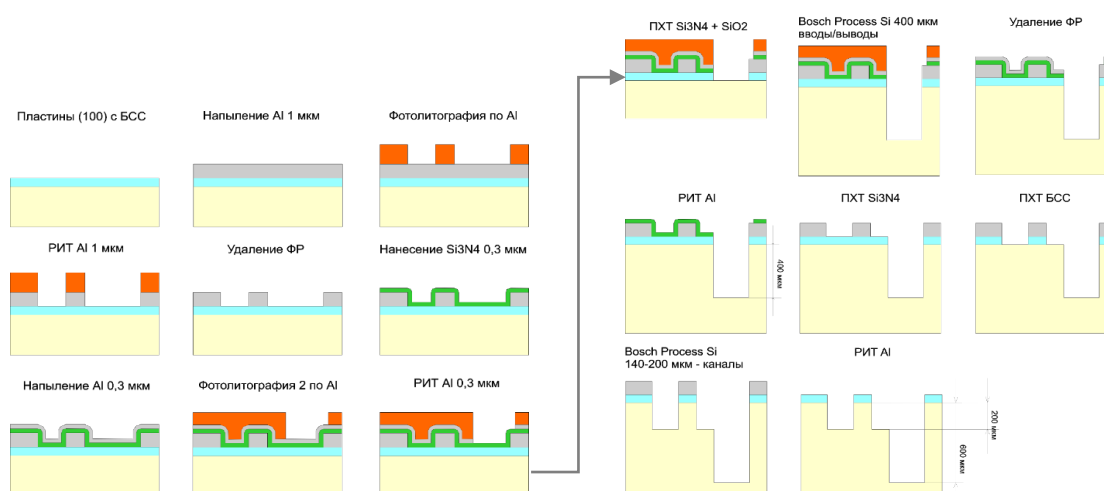 Пластины (100) с БСС
Напыление Al 1 мкм
Фотолитография по Al
РИТ Al 1 мкм
Удаление ФР
Нанесение Si3N4 0,3 мкм
Напыление Al 0,3 мкм
Фотолитография 2 по Al
РИТ Al 0,3 мкм
ПХТ Si3N4 + SiO2
Bosch Process Si 400 мкм
вводы/выводы
Удаление ФР
РИТ Al
ПХТ Si3N4
ПХТ БСС
400 мкм
Bosch Process Si
140-200 мкм - каналы
РИТ Al
200 мкм
600 мкм